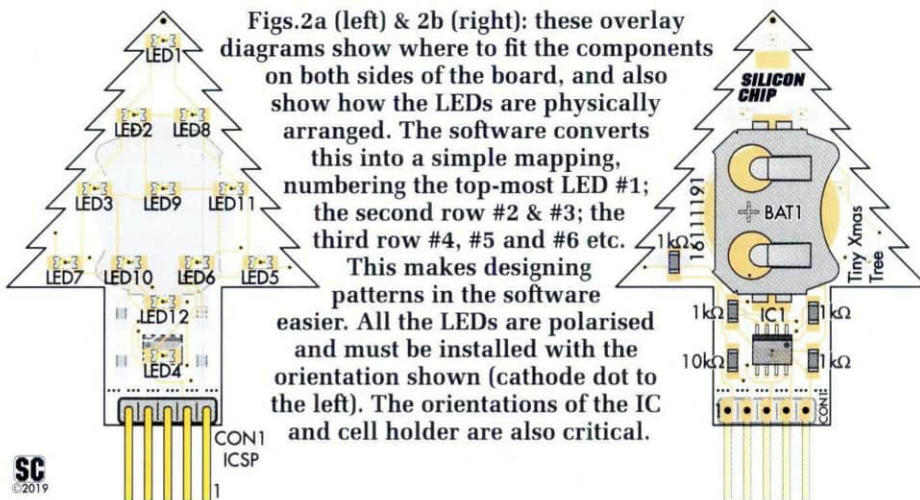 Figs.2a (left) & 2b (right): these overlay
diagrams show where to fit the components
on both sides of the board, and also
show how the LEDs are physically
arranged. The software converts
this into a simple mapping,
numbering the top-most LED #1;
the second row #2 & #3; the
third row #4, #5 and #6 etc.
This makes designing
patterns in the software
easier. All the LEDs are polarised
and must be installed with the
orientation shown (cathode dot to
the left). The orientations of the IC
and cell holder are also critical.
LED1
LED2 LED8
LED3 LED9 LED11
LED7 LED10 LED6 LED5
LED12
LED4
CON1
ICSP
1
SC
©2019
SILICON
CHIP
BAT1
16111191
Tiny Xmas
Tree
1kΩ
1kΩ IC1 1kΩ
10kΩ 1kΩ
CON1